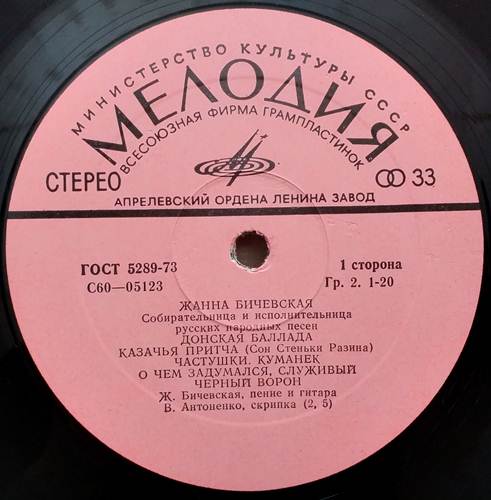 МИНИСТЕРСТВО КУЛЬТУРЫ СССР
МЕЛОДИЯ
ВСЕСОЮЗНАЯ ФИРМА ГРАМПЛАСТИНОК
СТЕРЕО
33
АПРЕЛЕВСКИЙ ОРДЕНА ЛЕНИНА ЗАВОД
ГОСТ 5289-73
1 сторона
С60—05123
Гр. 2. 1-20
ЖАННА БИЧЕВСКАЯ
Собирательница и исполнительница
русских народных песен
ДОНСКАЯ БАЛЛАДА
КАЗАЧЬЯ ПРИТЧА (Сон Стеньки Разина)
ЧАСТУШКИ. КУМАНЕК
О ЧЕМ ЗАДУМАЛСЯ, СЛУЖИВЫЙ
ЧЕРНЫЙ ВОРОН
Ж. Бичевская, пение и гитара
В. Антоненко, скрипка (2, 5)